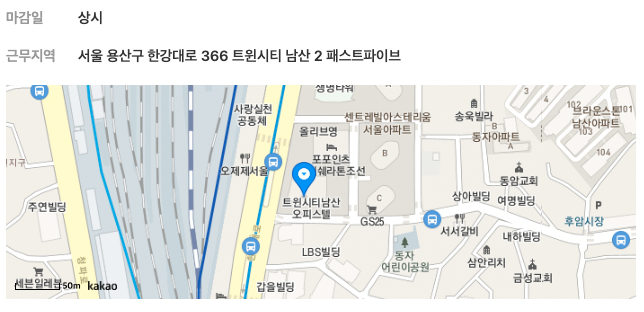 마감일 상시
근무지역 서울 용산구 한강대로 366 트윈시티 남산 2 패스트파이브
생명타워
사랑실천
공동체
올리브영
센트레빌아스테리움
서울아파트
송옥빌라
브라운스톤
남산아파트
3
4
101
102
103
104
B
A
동자아파트
오제제서울
포포인츠
쉐라톤조선
B
C
동암교회
여명빌딩
상아빌딩
트윈시티남산
오피스텔
GS25
주연빌딩
서서갈비
내하빌딩
P
후암시장
LBS빌딩
동자
어린이공원
삼안리치
금성교회
청파로
갑을빌딩
세븐일레븐
50m
kakao